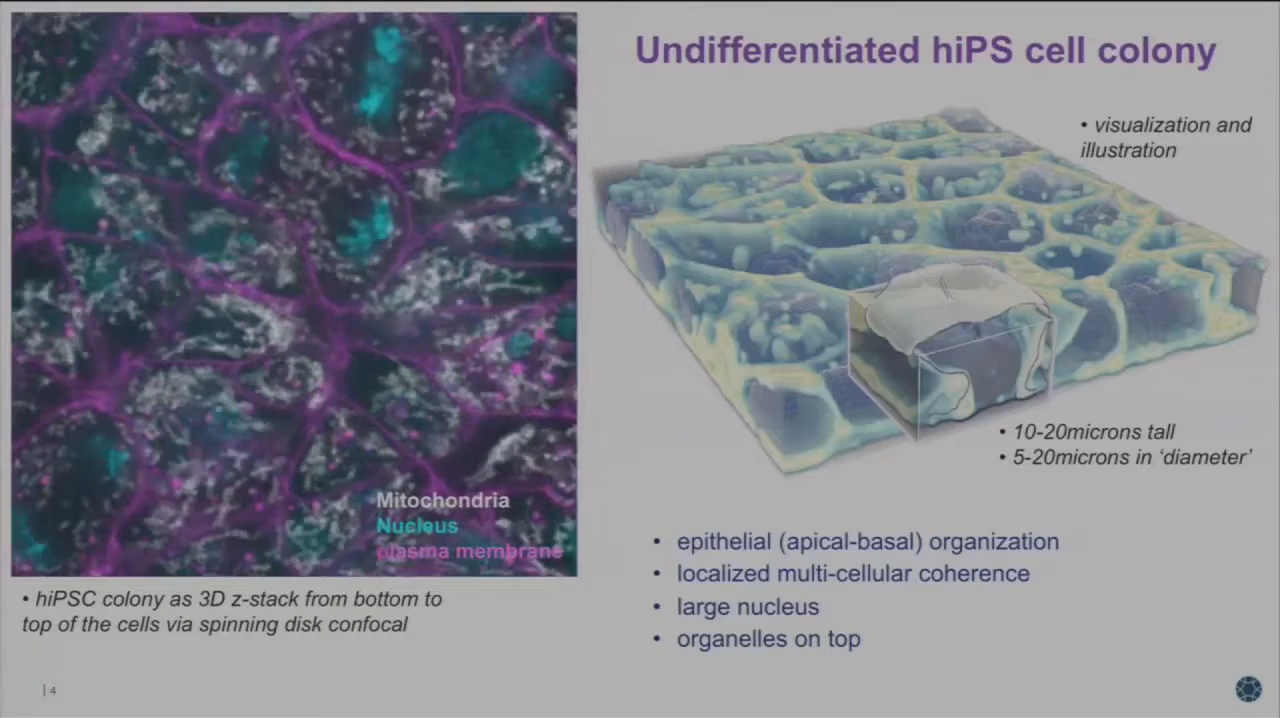 Undifferentiated hiPS cell colony
• visualization and
illustration
Mitochondria
Nucleus
plasma membrane
• 10-20microns tall
• 5-20microns in ‘diameter’
• hiPSC colony as 3D z-stack from bottom to
top of the cells via spinning disk confocal
• epithelial (apical-basal) organization
• localized multi-cellular coherence
• large nucleus
• organelles on top
| 4